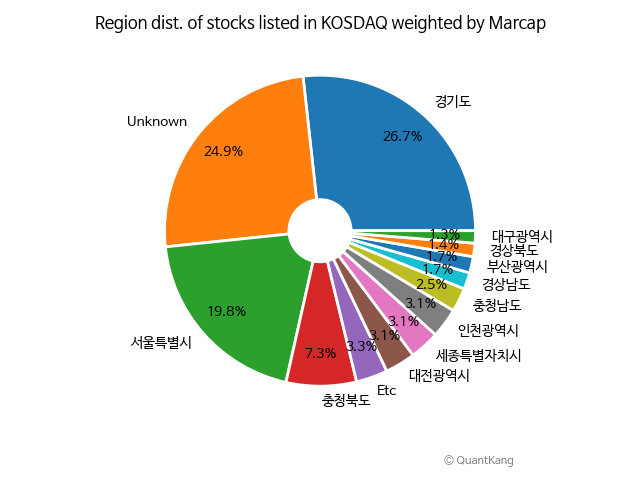 Region dist. of stocks listed in KOSDAQ weighted by Marcap
경기도
26.7%
Unknown
24.9%
서울특별시
19.8%
충청북도
7.3%
Etc
3.3%
대전광역시
3.1%
세종특별자치시
3.1%
인천광역시
3.1%
충청남도
2.5%
경상남도
1.7%
부산광역시
1.7%
경상북도
1.4%
대구광역시
1.3%
© QuantKang